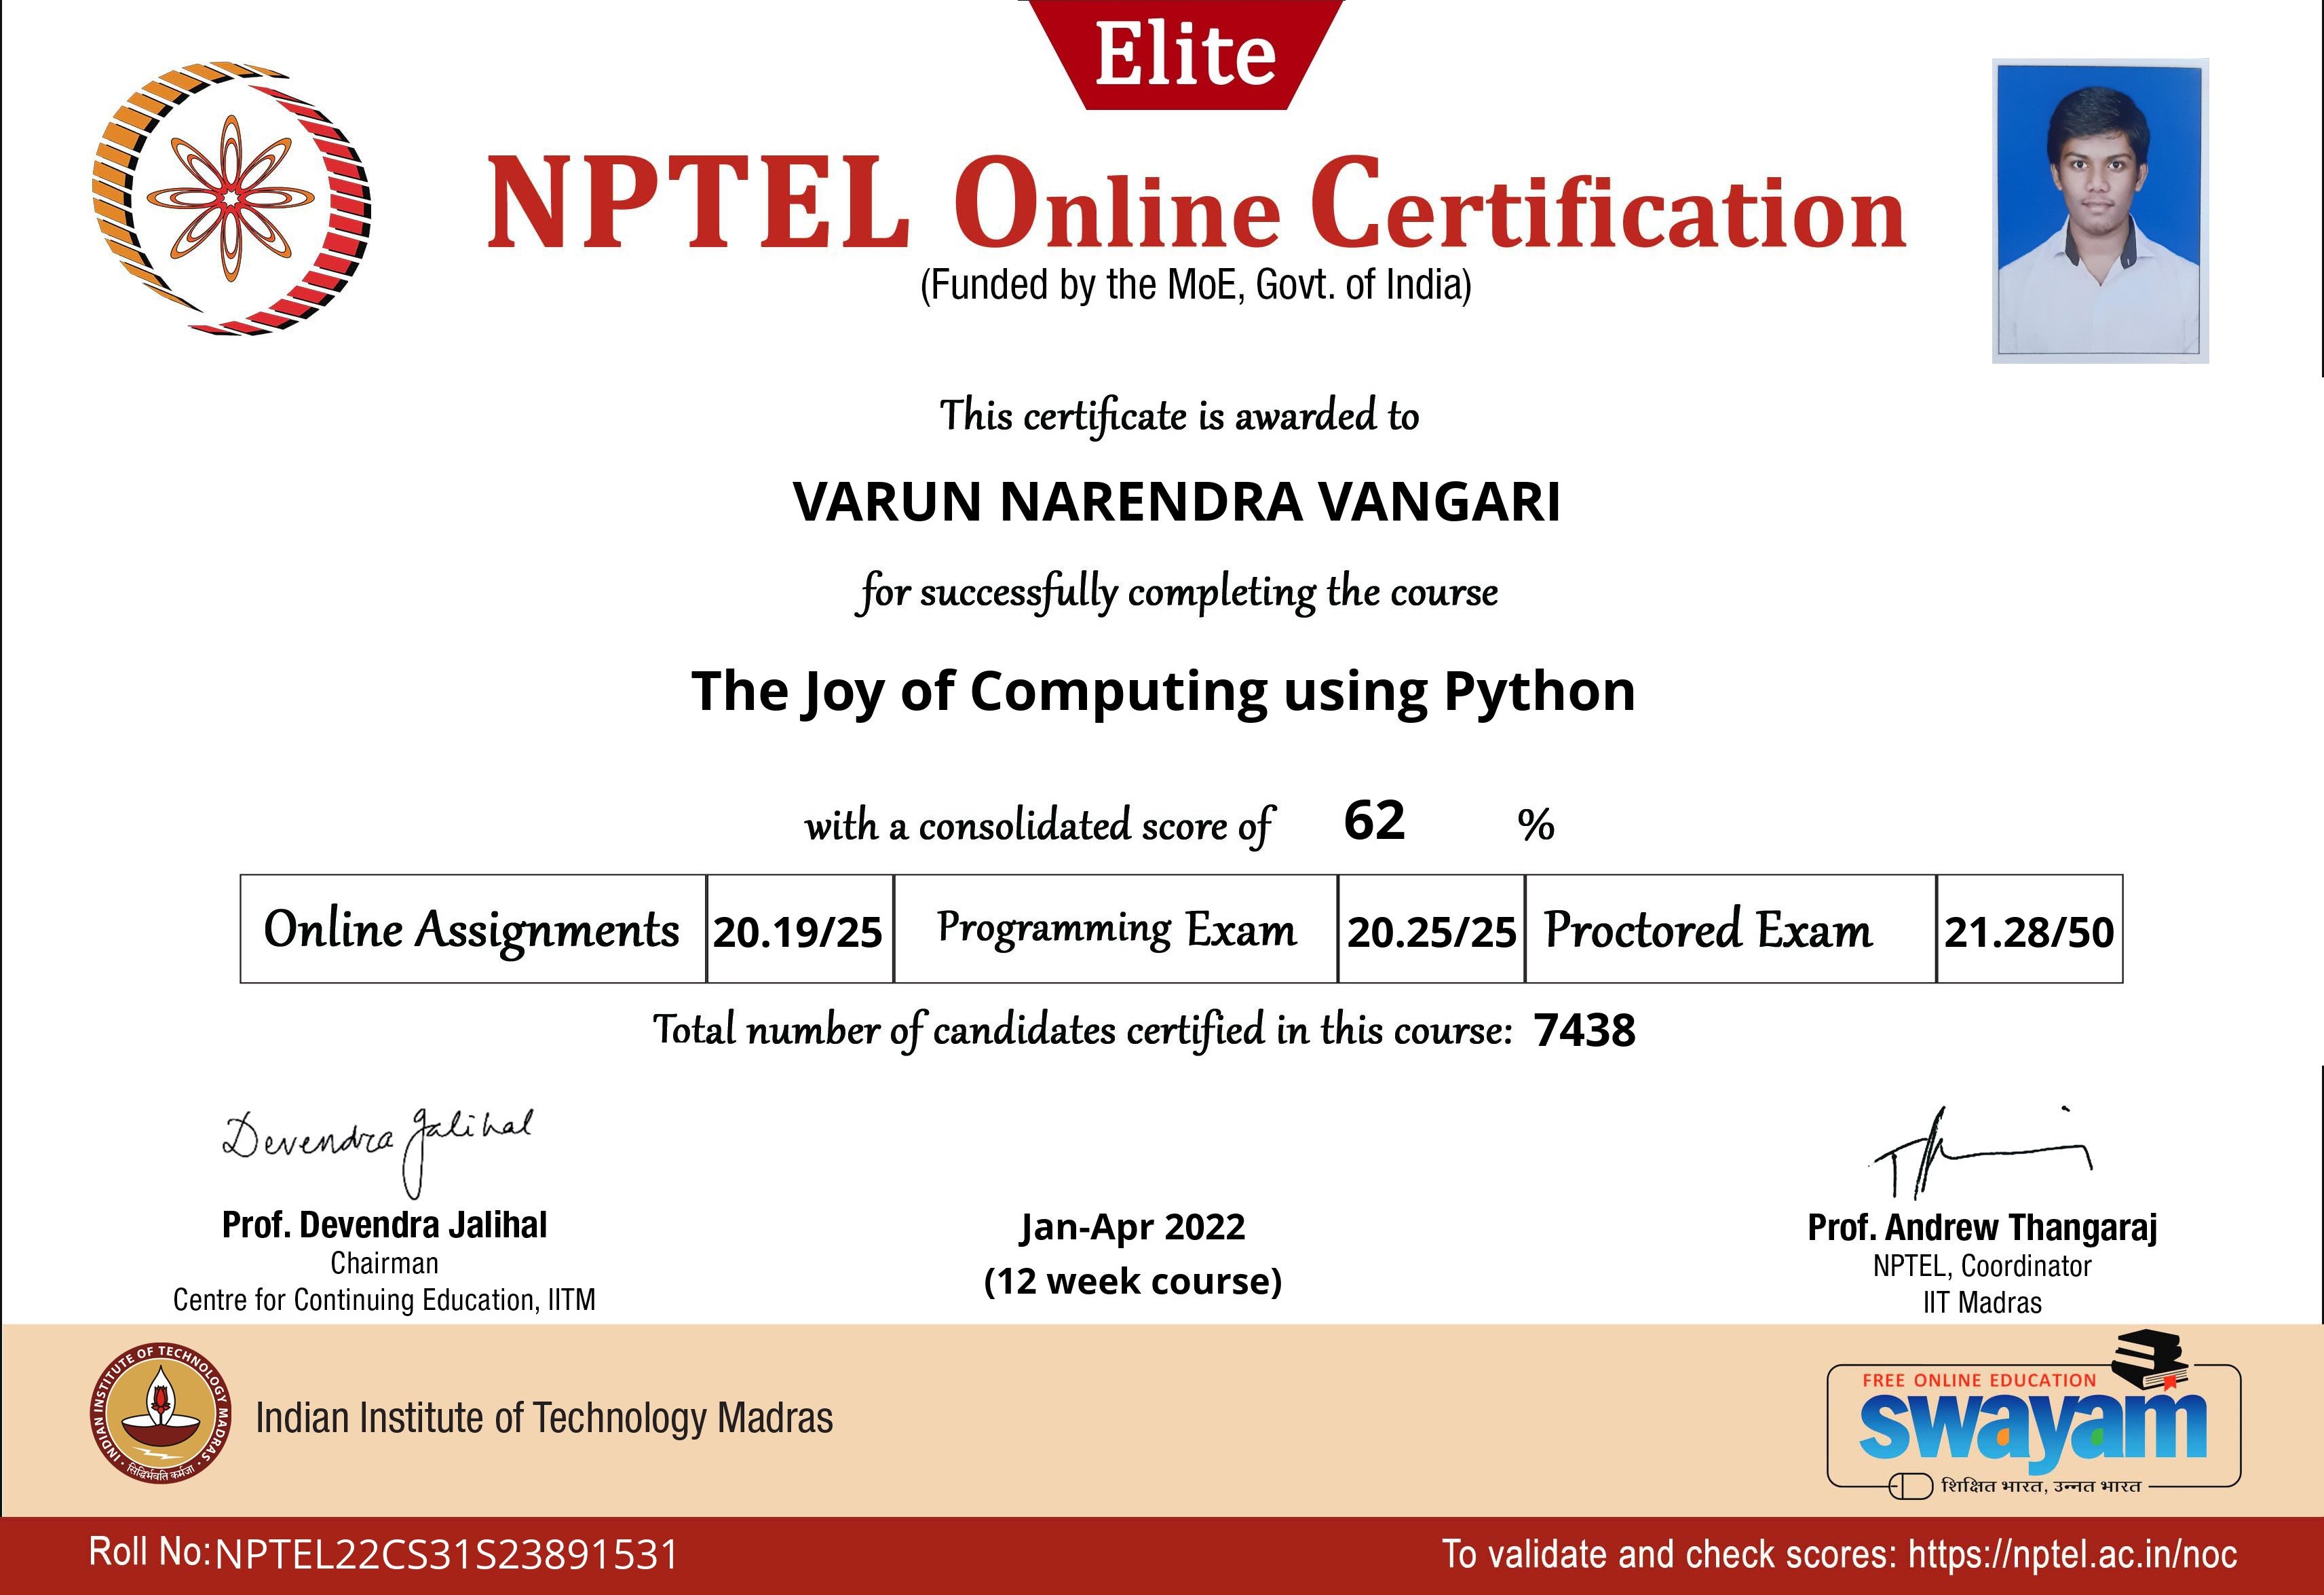 Elite
NPTEL Online Certification
(Funded by the MoE, Govt. of India)
This certificate is awarded to
VARUN NARENDRA VANGARI
for successfully completing the course
The Joy of Computing using Python
with a consolidated score of 62 %
Online Assignments 20.19/25 Programming Exam 20.25/25 Proctored Exam 21.28/50
Total number of candidates certified in this course: 7438
Devendra Jalihal
Prof. Devendra Jalihal
Chairman
Centre for Continuing Education, IITM
Jan-Apr 2022
(12 week course)
Prof. Andrew Thangaraj
NPTEL, Coordinator
IIT Madras
INDIAN INSTITUTE OF TECHNOLOGY MADRAS
सिद्धिर्भवति कर्मजा
Indian Institute of Technology Madras
FREE ONLINE EDUCATION
swayam
शिक्षित भारत, उन्नत भारत
Roll No:NPTEL22CS31S23891531
To validate and check scores: https://nptel.ac.in/noc